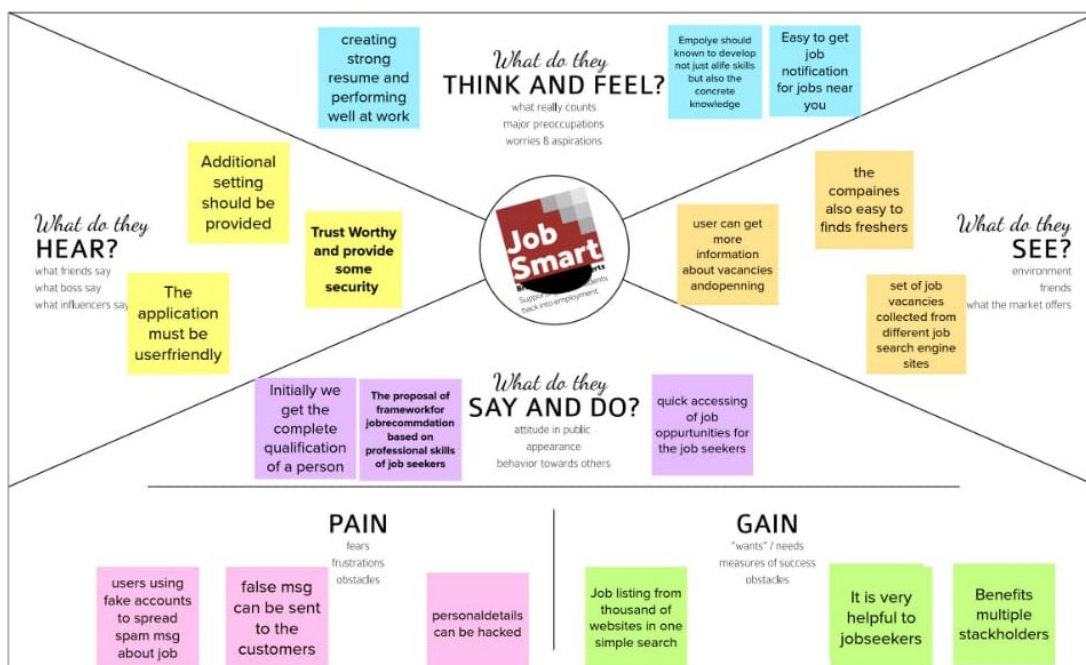 creating
strong
resume and
performing
well at work
What do they
THINK AND FEEL?
what really counts
major preoccupations
worries & aspirations
Empolye should
known to develop
not just alife skills
but also the
concrete
knowledge
Easy to get
job
notification
for jobs near
you
What do they
HEAR?
what friends say
what boss say
what influencers say
Additional
setting
should be
provided
Trust Worthy
and provide
some
security
The
application
must be
userfriendly
Job
Smart
Suppor
dents
back into employment
user can get
more
information
about vacancies
andopenning
the
compaines
also easy to
finds freshers
set of job
vacancies
collected from
different job
search engine
sites
What do they
SEE?
environment
friends
what the market offers
Initially we
get the
complete
qualification
of a person
The proposal of
frameworkfor
jobrecommdation
based on
professional skills
of job seekers
What do they
SAY AND DO?
attitude in public
appearance
behavior towards others
quick accessing
of job
oppurtunities for
the job seekers
PAIN
fears
frustrations
obstacles
users using
fake accounts
to spread
spam msg
about job
false msg
can be sent
to the
customers
personaldetails
can be hacked
GAIN
"wants" / needs
measures of success
obstacles
Job listing from
thousand of
websites in one
simple search
It is very
helpful to
jobseekers
Benefits
multiple
stackholders